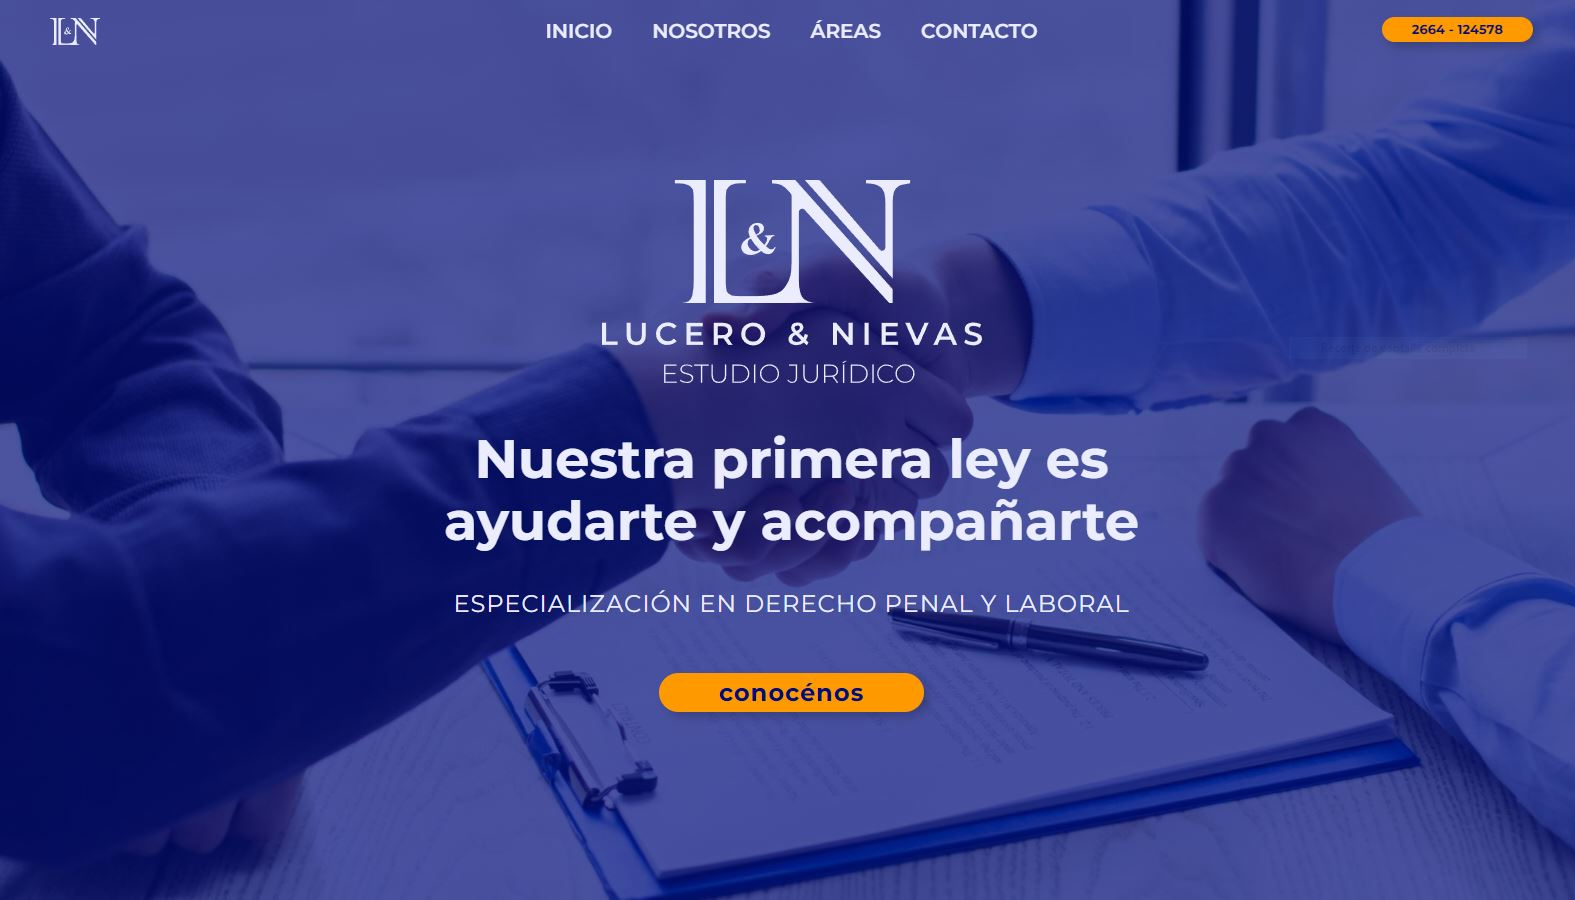 L&N
INICIO NOSOTROS ÁREAS CONTACTO
2664 - 124578
L&N
LUCERO & NIEVAS
ESTUDIO JURÍDICO
Nuestra primera ley es
ayudarte y acompañarte
ESPECIALIZACIÓN EN DERECHO PENAL Y LABORAL
conocénos